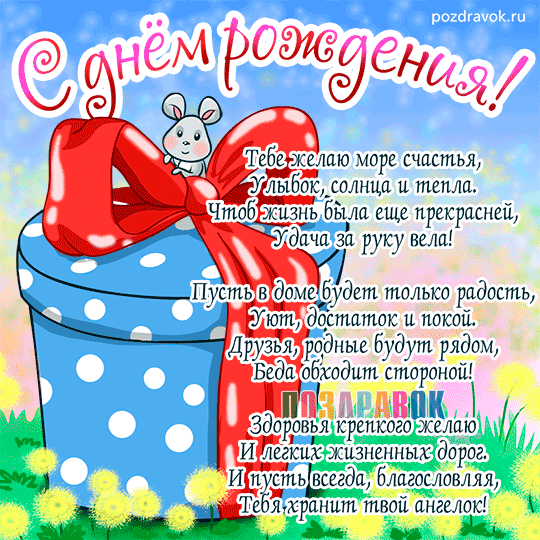 pozdravok.ru
С днём рождения!
Тебе желаю море счастья,
Улыбок, солнца и тепла.
Чтоб жизнь была еще прекрасней,
Удача за руку вела!
Пусть в доме будет только радость,
Уют, достаток и покой.
Друзья, родные будут рядом,
Беда обходит стороной!
ПОЗДРАВОК
Здоровья крепкого желаю
И легких жизненных дорог.
И пусть всегда, благословляя,
Тебя хранит твой ангелок!